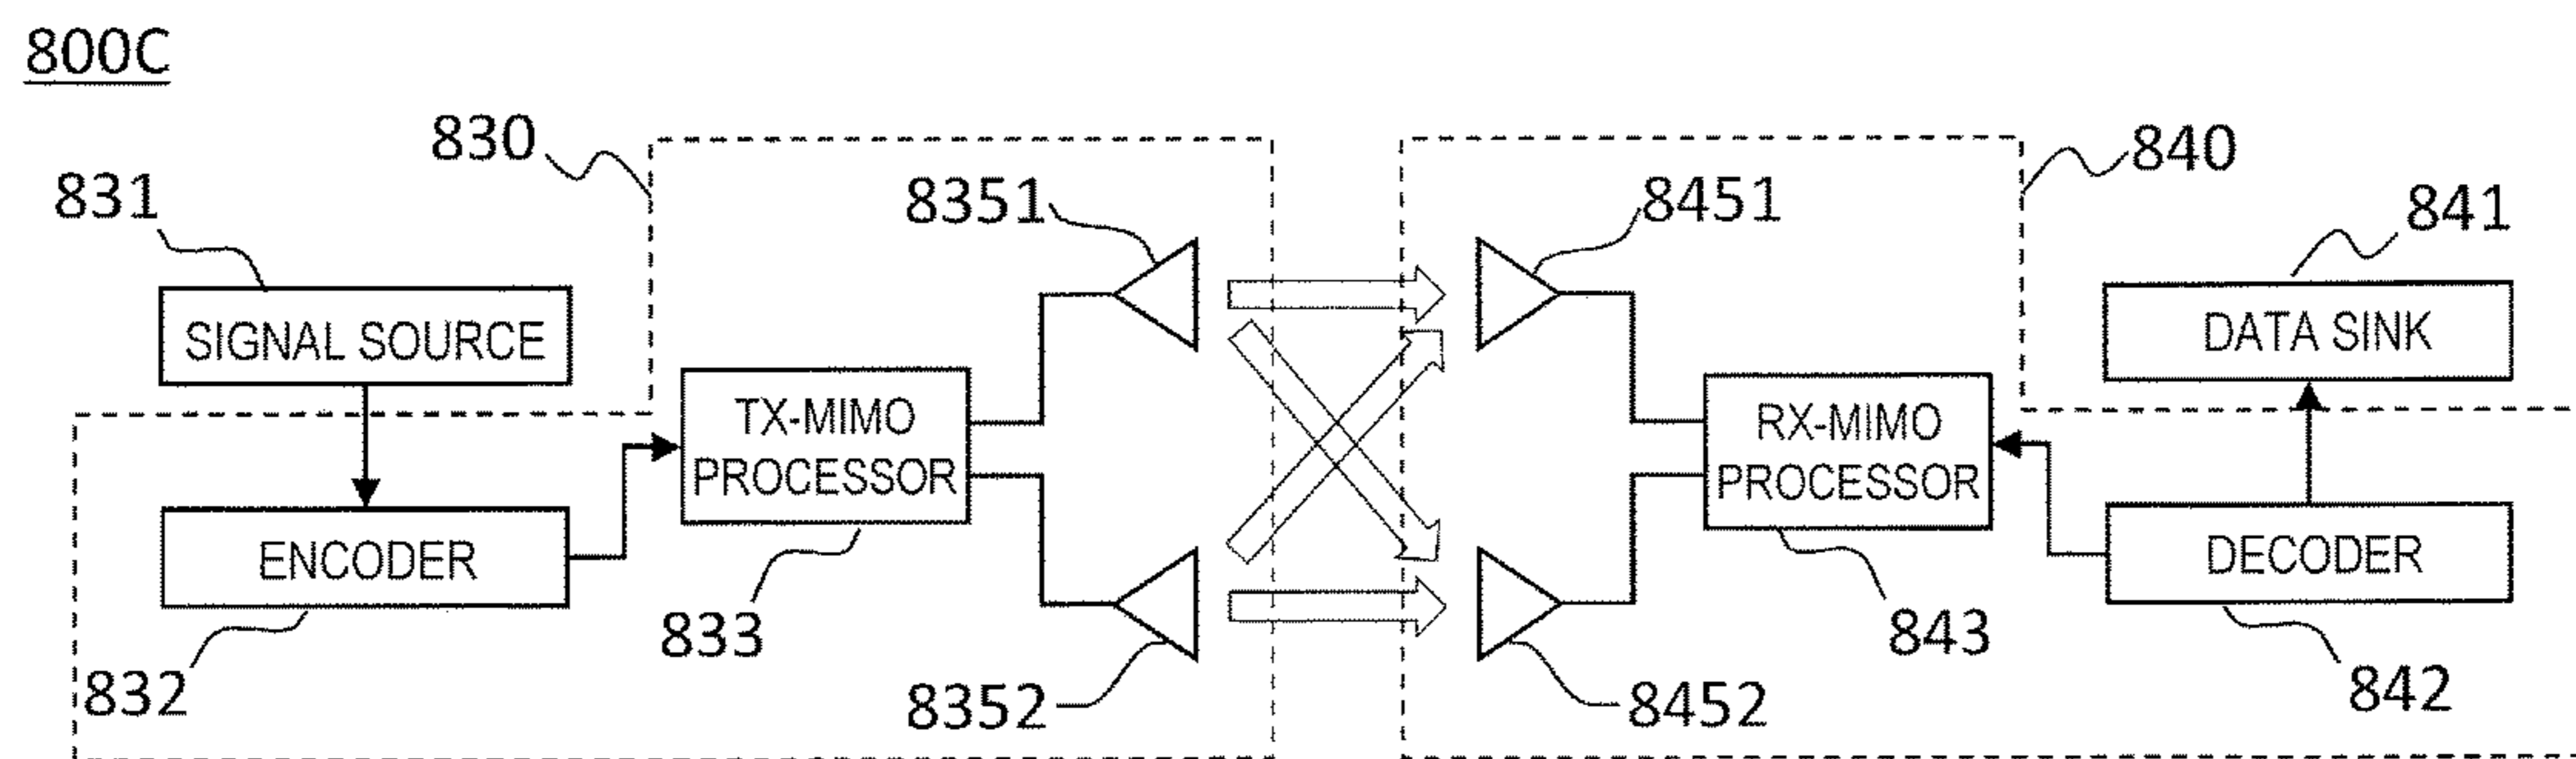 800C
830
840
831
8351
8451
841
SIGNAL SOURCE
DATA SINK
TX-MIMO
PROCESSOR
RX-MIMO
PROCESSOR
ENCODER
DECODER
833
843
832
8352
8452
842